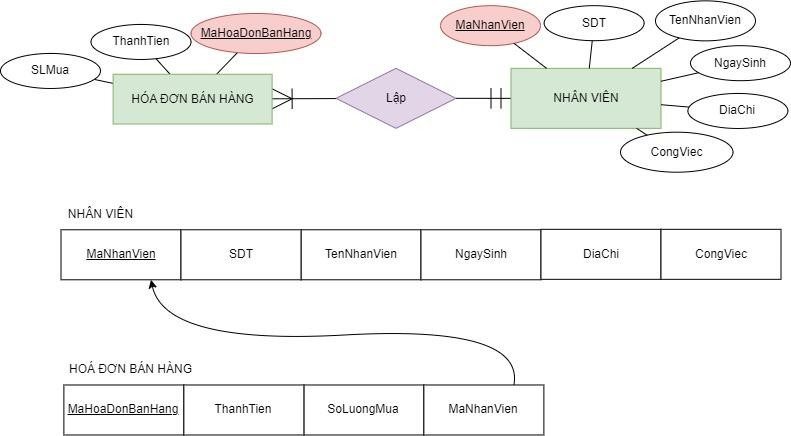 MaHoaDonBanHang
ThanhTien
SLMua
HÓA ĐƠN BÁN HÀNG
Lập
MaNhanVien
SDT
TenNhanVien
NgaySinh
DiaChi
CongViec
NHÂN VIÊN
NHÂN VIÊN
MaNhanVien SDT TenNhanVien NgaySinh DiaChi CongViec
HOÁ ĐƠN BÁN HÀNG
MaHoaDonBanHang ThanhTien SoLuongMua MaNhanVien